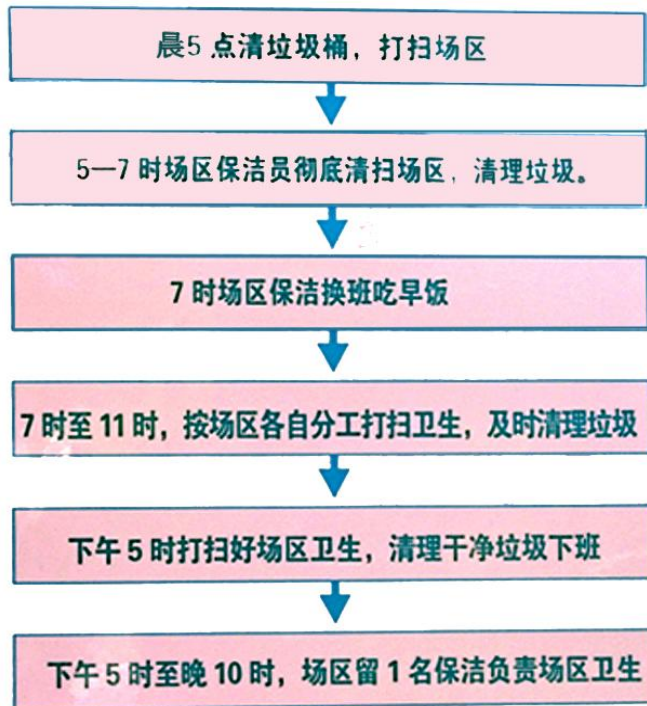 晨5点清垃圾桶，打扫场区
5—7时场区保洁员彻底清扫场区，清理垃圾。
7时场区保洁换班吃早饭
7时至11时，按场区各自分工打扫卫生，及时清理垃圾
下午5时打扫好场区卫生，清理干净垃圾下班
下午5时至晚10时，场区留1名保洁负责场区卫生